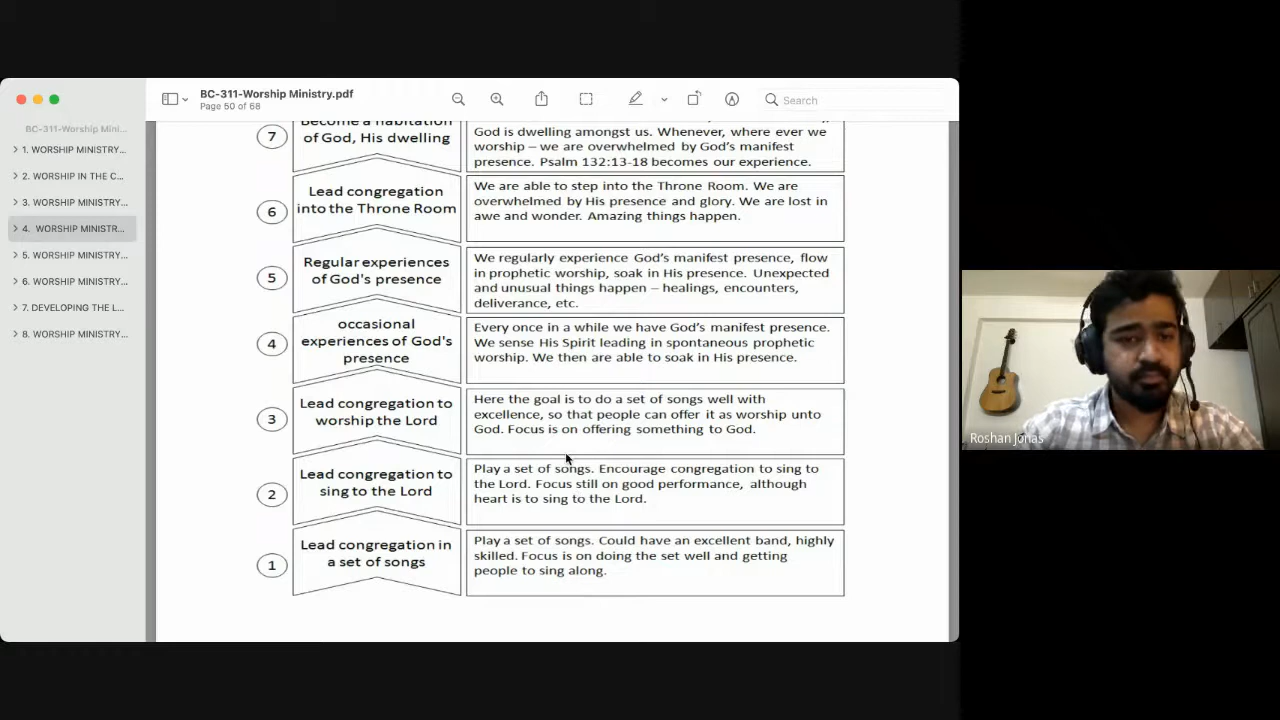 BC-311-Worship Ministry.pdf
Page 50 of 68
Search
BC-311-Worship Mini...
1. WORSHIP MINISTRY...
2. WORSHIP IN THE C...
3. WORSHIP MINISTRY...
4. WORSHIP MINISTR...
5. WORSHIP MINISTRY...
6. WORSHIP MINISTRY...
7. DEVELOPING THE L...
8. WORSHIP MINISTRY...
7
Become a habitation
of God, His dwelling
God is dwelling amongst us. Whenever, where ever we
worship – we are overwhelmed by God's manifest
presence. Psalm 132:13-18 becomes our experience.
6
Lead congregation
into the Throne Room
We are able to step into the Throne Room. We are
overwhelmed by His presence and glory. We are lost in
awe and wonder. Amazing things happen.
5
Regular experiences
of God's presence
We regularly experience God's manifest presence, flow
in prophetic worship, soak in His presence. Unexpected
and unusual things happen – healings, encounters,
deliverance, etc.
4
occasional
experiences of God's
presence
Every once in a while we have God's manifest presence.
We sense His Spirit leading in spontaneous prophetic
worship. We then are able to soak in His presence.
3
Lead congregation to
worship the Lord
Here the goal is to do a set of songs well with
excellence, so that people can offer it as worship unto
God. Focus is on offering something to God.
2
Lead congregation to
sing to the Lord
Play a set of songs. Encourage congregation to sing to
the Lord. Focus still on good performance, although
heart is to sing to the Lord.
1
Lead congregation in
a set of songs
Play a set of songs. Could have an excellent band, highly
skilled. Focus is on doing the set well and getting
people to sing along.
Roshan Jonas